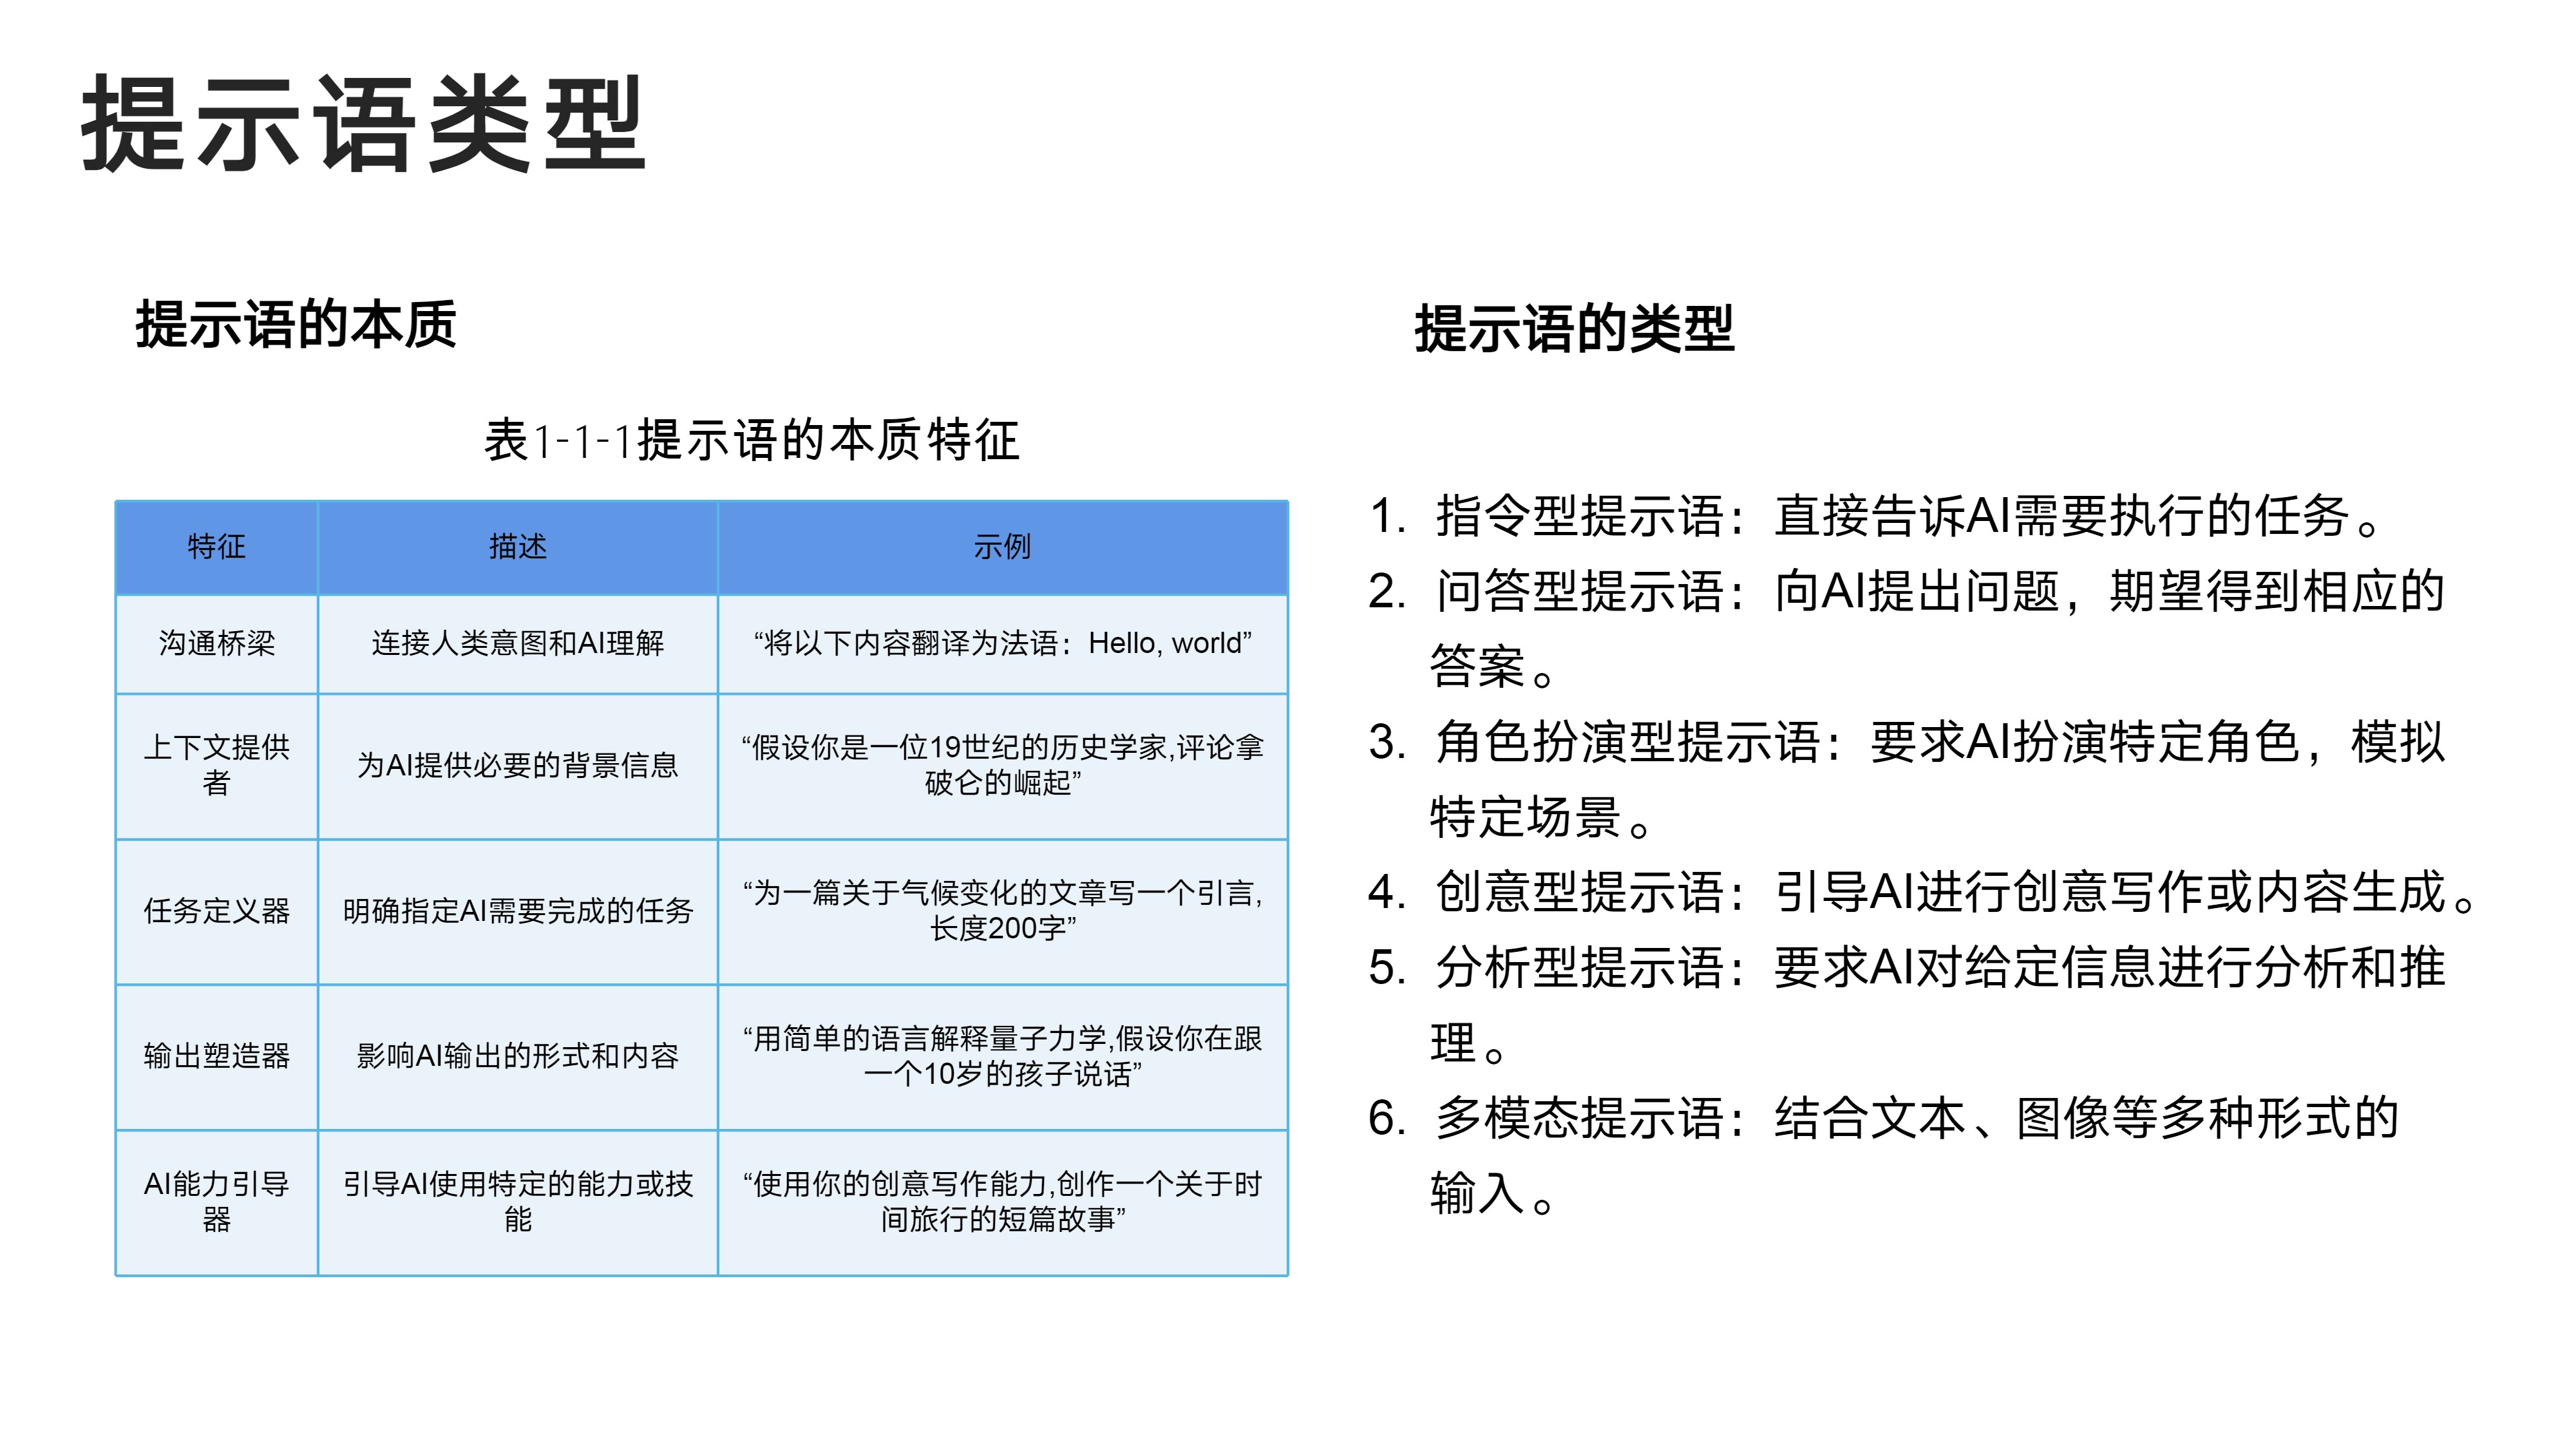 提示语类型
提示语的本质
表1-1-1提示语的本质特征
特征 描述 示例
沟通桥梁 连接人类意图和AI理解 “将以下内容翻译为法语：Hello, world”
上下文提供
者
为AI提供必要的背景信息
“假设你是一位19世纪的历史学家,评论拿
破仑的崛起”
任务定义器 明确指定AI需要完成的任务
“为一篇关于气候变化的文章写一个引言,
长度200字”
输出塑造器 影响AI输出的形式和内容
“用简单的语言解释量子力学,假设你在跟
一个10岁的孩子说话”
AI能力引导
器
引导AI使用特定的能力或技
能
“使用你的创意写作能力,创作一个关于时
间旅行的短篇故事”
提示语的类型
1. 指令型提示语：直接告诉AI需要执行的任务。
2. 问答型提示语：向AI提出问题，期望得到相应的
答案。
3. 角色扮演型提示语：要求AI扮演特定角色，模拟
特定场景。
4. 创意型提示语：引导AI进行创意写作或内容生成。
5. 分析型提示语：要求AI对给定信息进行分析和推
理。
6. 多模态提示语：结合文本、图像等多种形式的
输入。